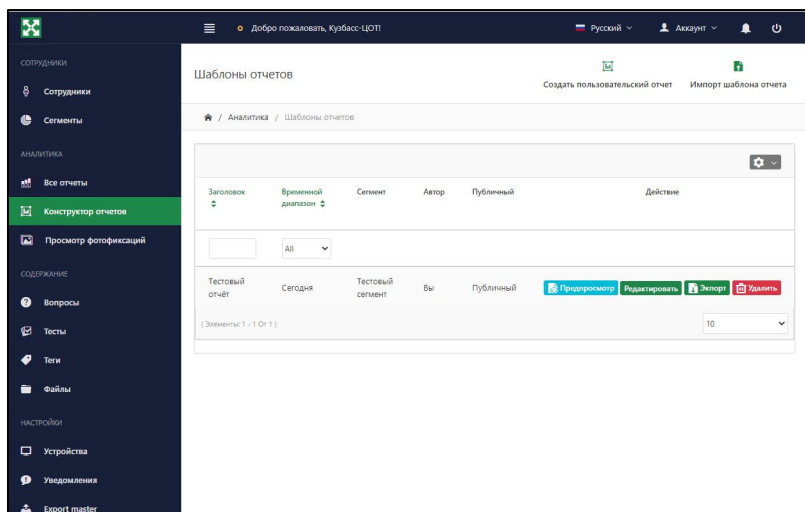 Добро пожаловать, Кузбасс-ЦОТ!
Русский
Аккаунт
СОТРУДНИКИ
Сотрудники
Сегменты
АНАЛИТИКА
Все отчеты
Конструктор отчетов
Просмотр фотофиксаций
СОДЕРЖАНИЕ
Вопросы
Тесты
Теги
Файлы
НАСТРОЙКИ
Устройства
Уведомления
Export master
Шаблоны отчетов
Создать пользовательский отчет
Импорт шаблона отчета
/ Аналитика / Шаблоны отчетов
Заголовок
Временной диапазон
Сегмент
Автор
Публичный
Действие
All
Тестовый отчёт
Сегодня
Тестовый сегмент
Вы
Публичный
Предпросмотр
Редактировать
Экпорт
Удалить
( Элементы: 1 - 1 От 1 )
10